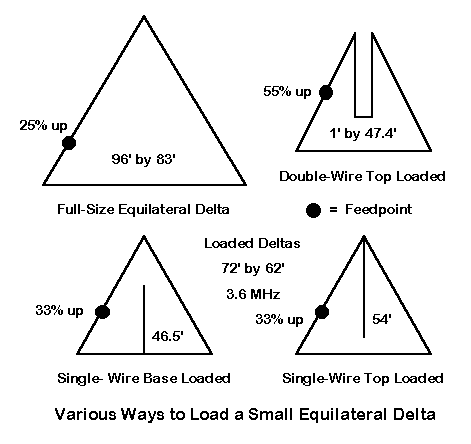 25% up
96' by 83'
Full-Size Equilateral Delta
55% up
1' by 47.4'
Double-Wire Top Loaded
= Feedpoint
Loaded Deltas
72' by 62'
3.6 MHz
33% up
46.5'
Single- Wire Base Loaded
33% up
54'
Single-Wire Top Loaded
Various Ways to Load a Small Equilateral Delta